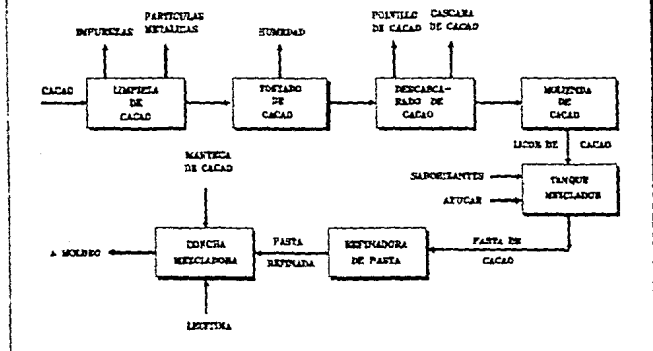 IMPUREZAS
PARTICULAS
METALICAS
HUMEDAD
POLVILLO
DE CACAO
CASCARA
DE CACAO
CACAO
LIMPIEZA
DE
CACAO
TOSTADO
DE
CACAO
DESCASCA-
RADO DE
CACAO
MOLIENDA
DE
CACAO
LICOR DE CACAO
MANTECA
DE CACAO
SABORIZANTES
AZUCAR
TANQUE
MEZCLADOR
A MOLDEO
CONCHA
MEZCLADORA
PASTA
REFINADA
REFINADORA
DE PASTA
PASTA DE
CACAO
LECITINA